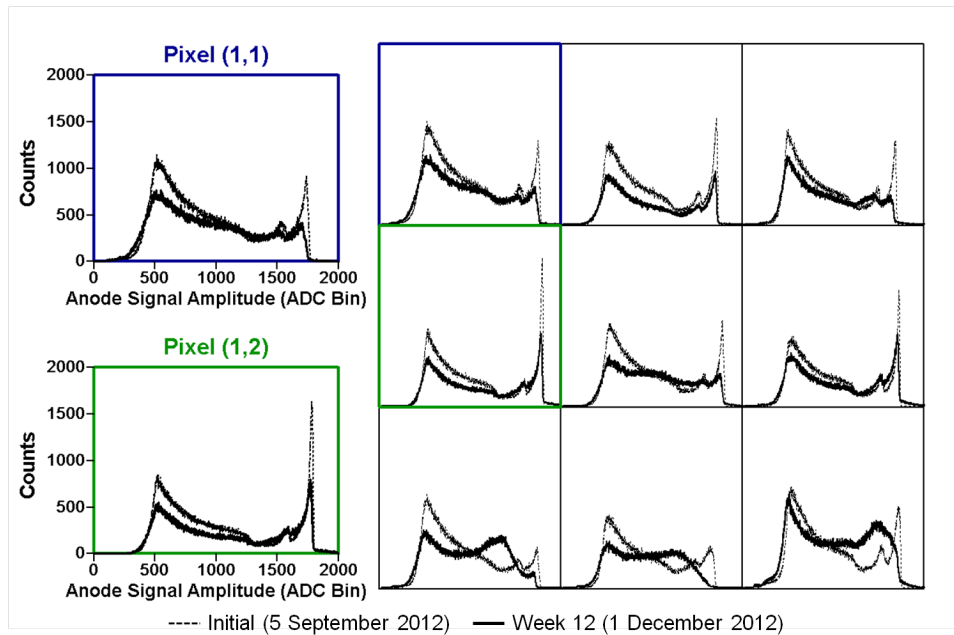 Pixel (1,1)
2000
1500
1000
500
0
Counts
0 500 1000 1500 2000
Anode Signal Amplitude (ADC Bin)
Pixel (1,2)
2000
1500
1000
500
0
Counts
0 500 1000 1500 2000
Anode Signal Amplitude (ADC Bin)
Initial (5 September 2012) Week 12 (1 December 2012)